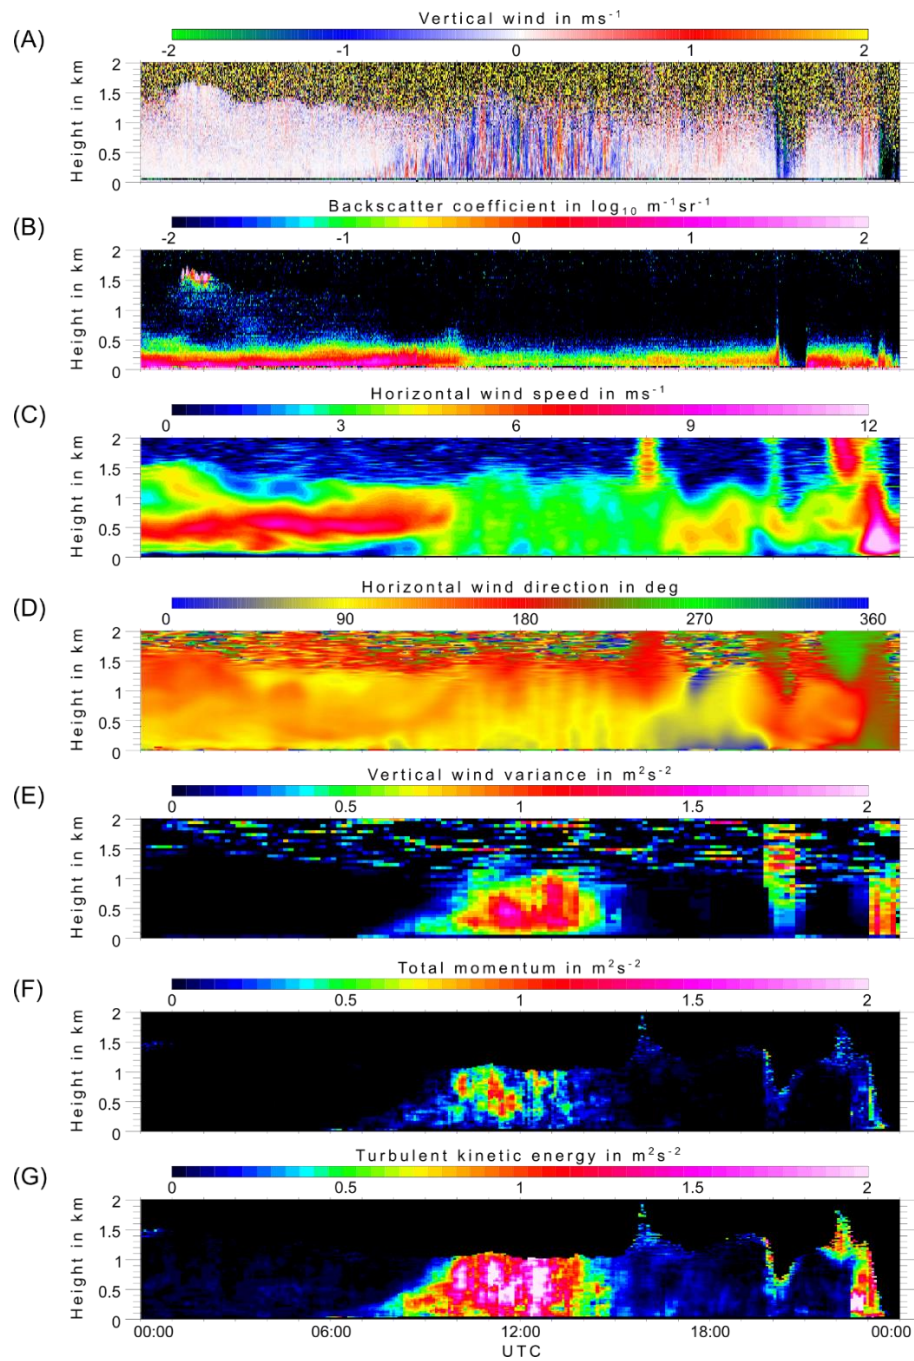 (A)
Vertical wind in ms⁻¹
-2 -1 0 1 2
Height in km
2
1.5
1
0.5
0
(B)
Backscatter coefficient in log₁₀ m⁻¹sr⁻¹
-2 -1 0 1 2
Height in km
2
1.5
1
0.5
0
(C)
Horizontal wind speed in ms⁻¹
0 3 6 9 12
Height in km
2
1.5
1
0.5
0
(D)
Horizontal wind direction in deg
0 90 180 270 360
Height in km
2
1.5
1
0.5
0
(E)
Vertical wind variance in m²s⁻²
0 0.5 1 1.5 2
Height in km
2
1.5
1
0.5
0
(F)
Total momentum in m²s⁻²
0 0.5 1 1.5 2
Height in km
2
1.5
1
0.5
0
(G)
Turbulent kinetic energy in m²s⁻²
0 0.5 1 1.5 2
Height in km
2
1.5
1
0.5
0
00:00 06:00 12:00 18:00 00:00
UTC